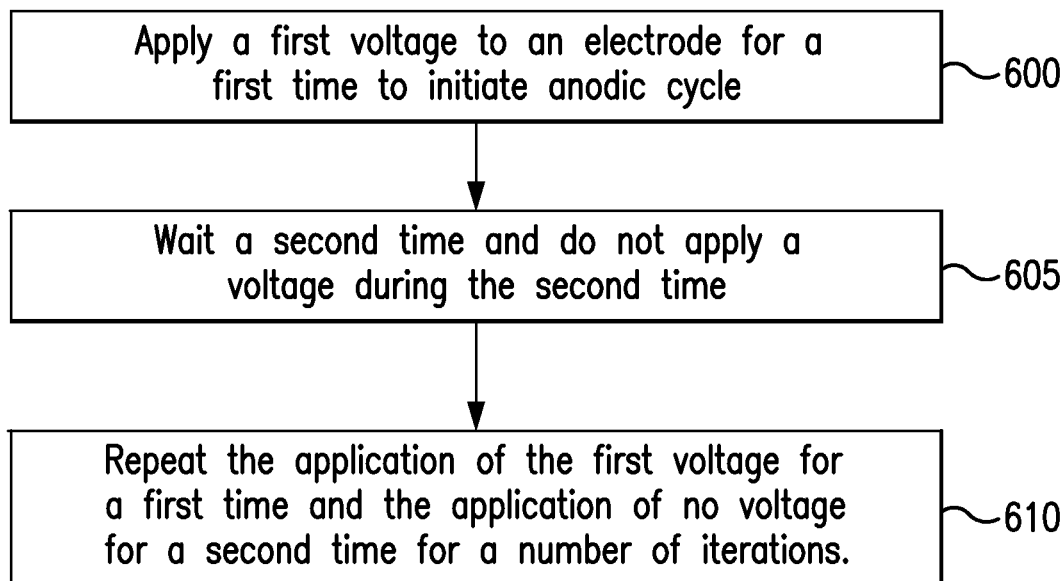 Apply a first voltage to an electrode for a
first time to initiate anodic cycle
600
Wait a second time and do not apply a
voltage during the second time
605
Repeat the application of the first voltage for
a first time and the application of no voltage
for a second time for a number of iterations.
610